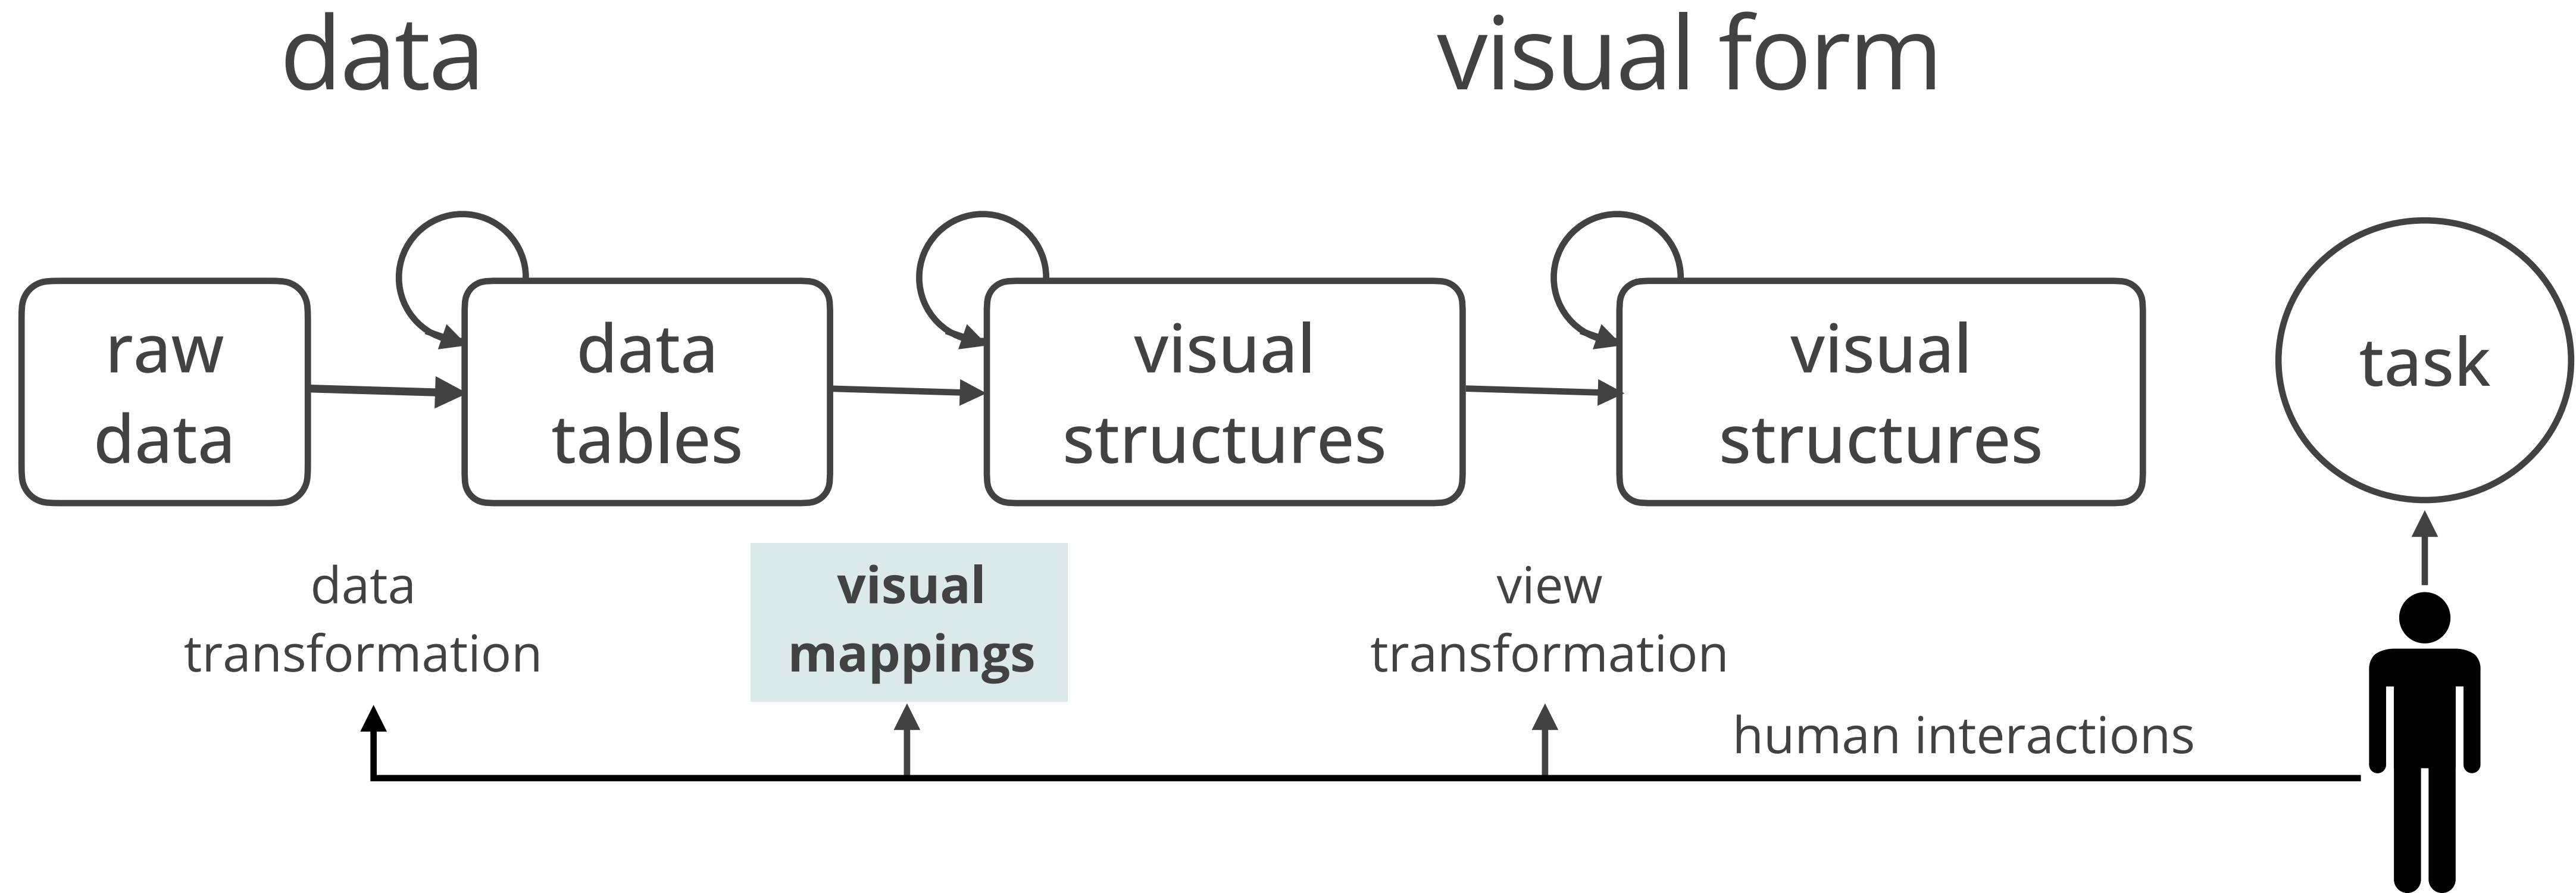 data
visual form
raw
data
data
tables
visual
structures
visual
structures
task
data
transformation
visual
mappings
view
transformation
human interactions